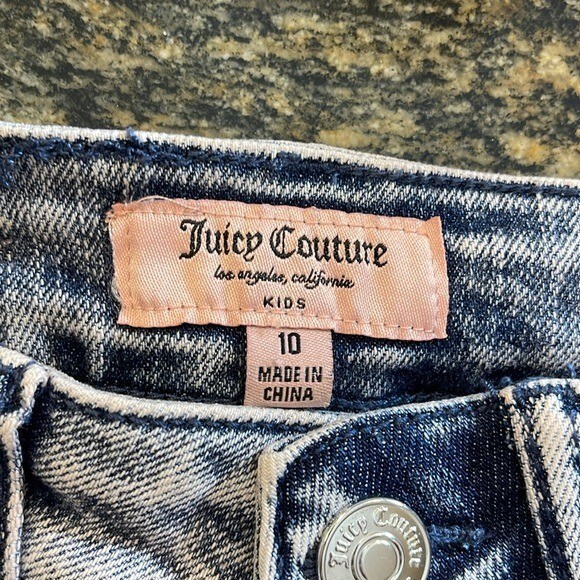 Juicy Couture
los angeles, california
KIDS
10
MADE IN
CHINA
Juicy Couture